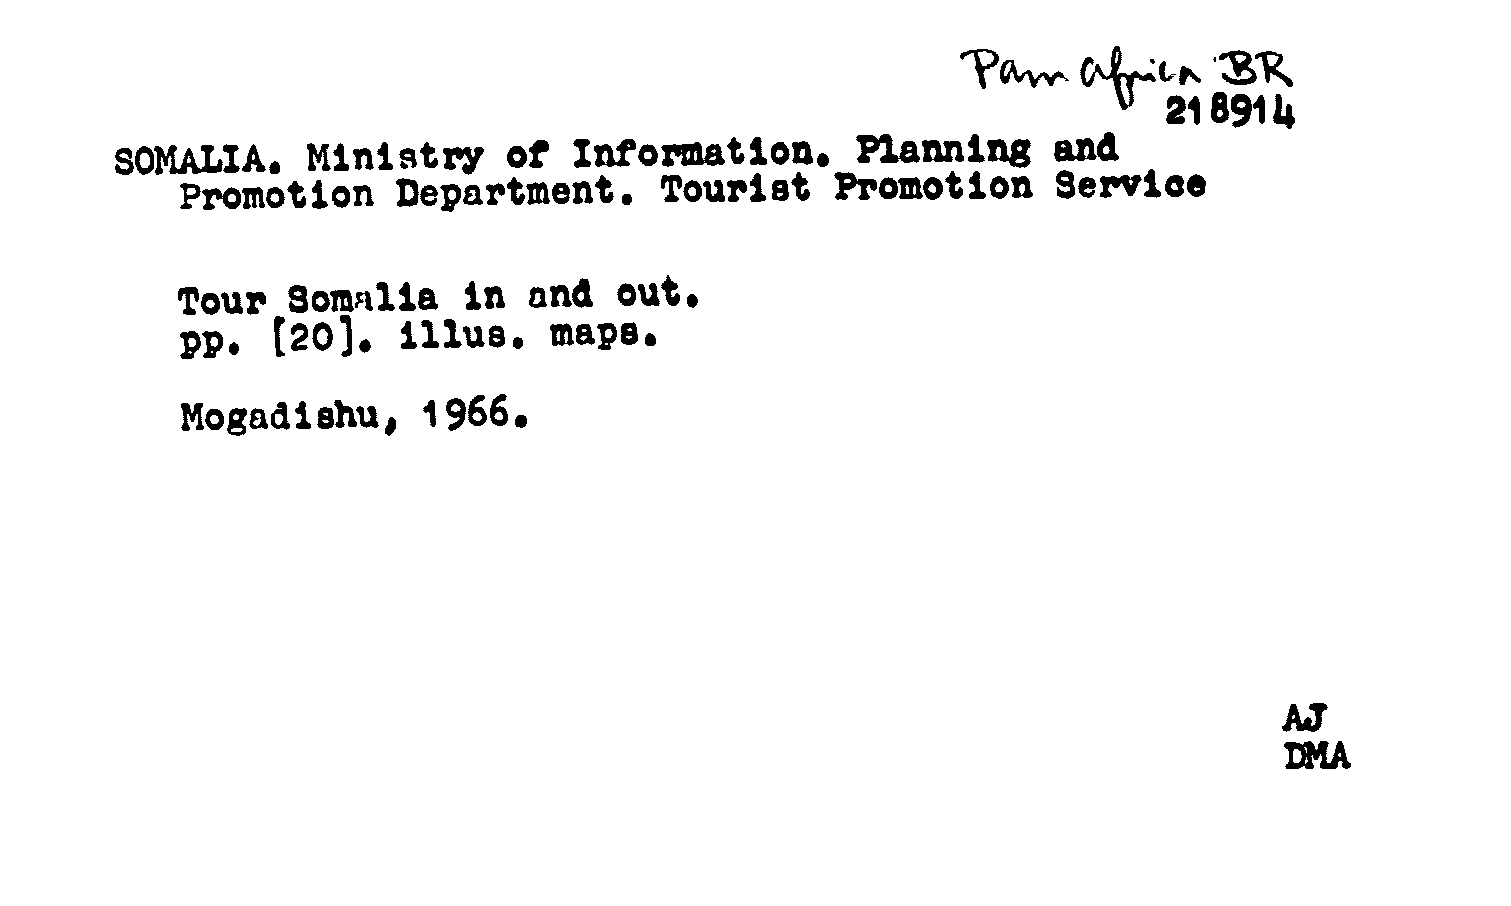 Pam Africa BR
218914
SOMALIA. Ministry of Information. Planning and
Promotion Department. Tourist Promotion Service
Tour Somalia in and out.
pp. [20]. illus. maps.
Mogadishu, 1966.
AJ
DMA